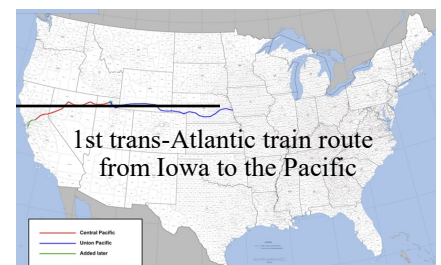 1st trans-Atlantic train route
from Iowa to the Pacific
Central Pacific
Union Pacific
Added later